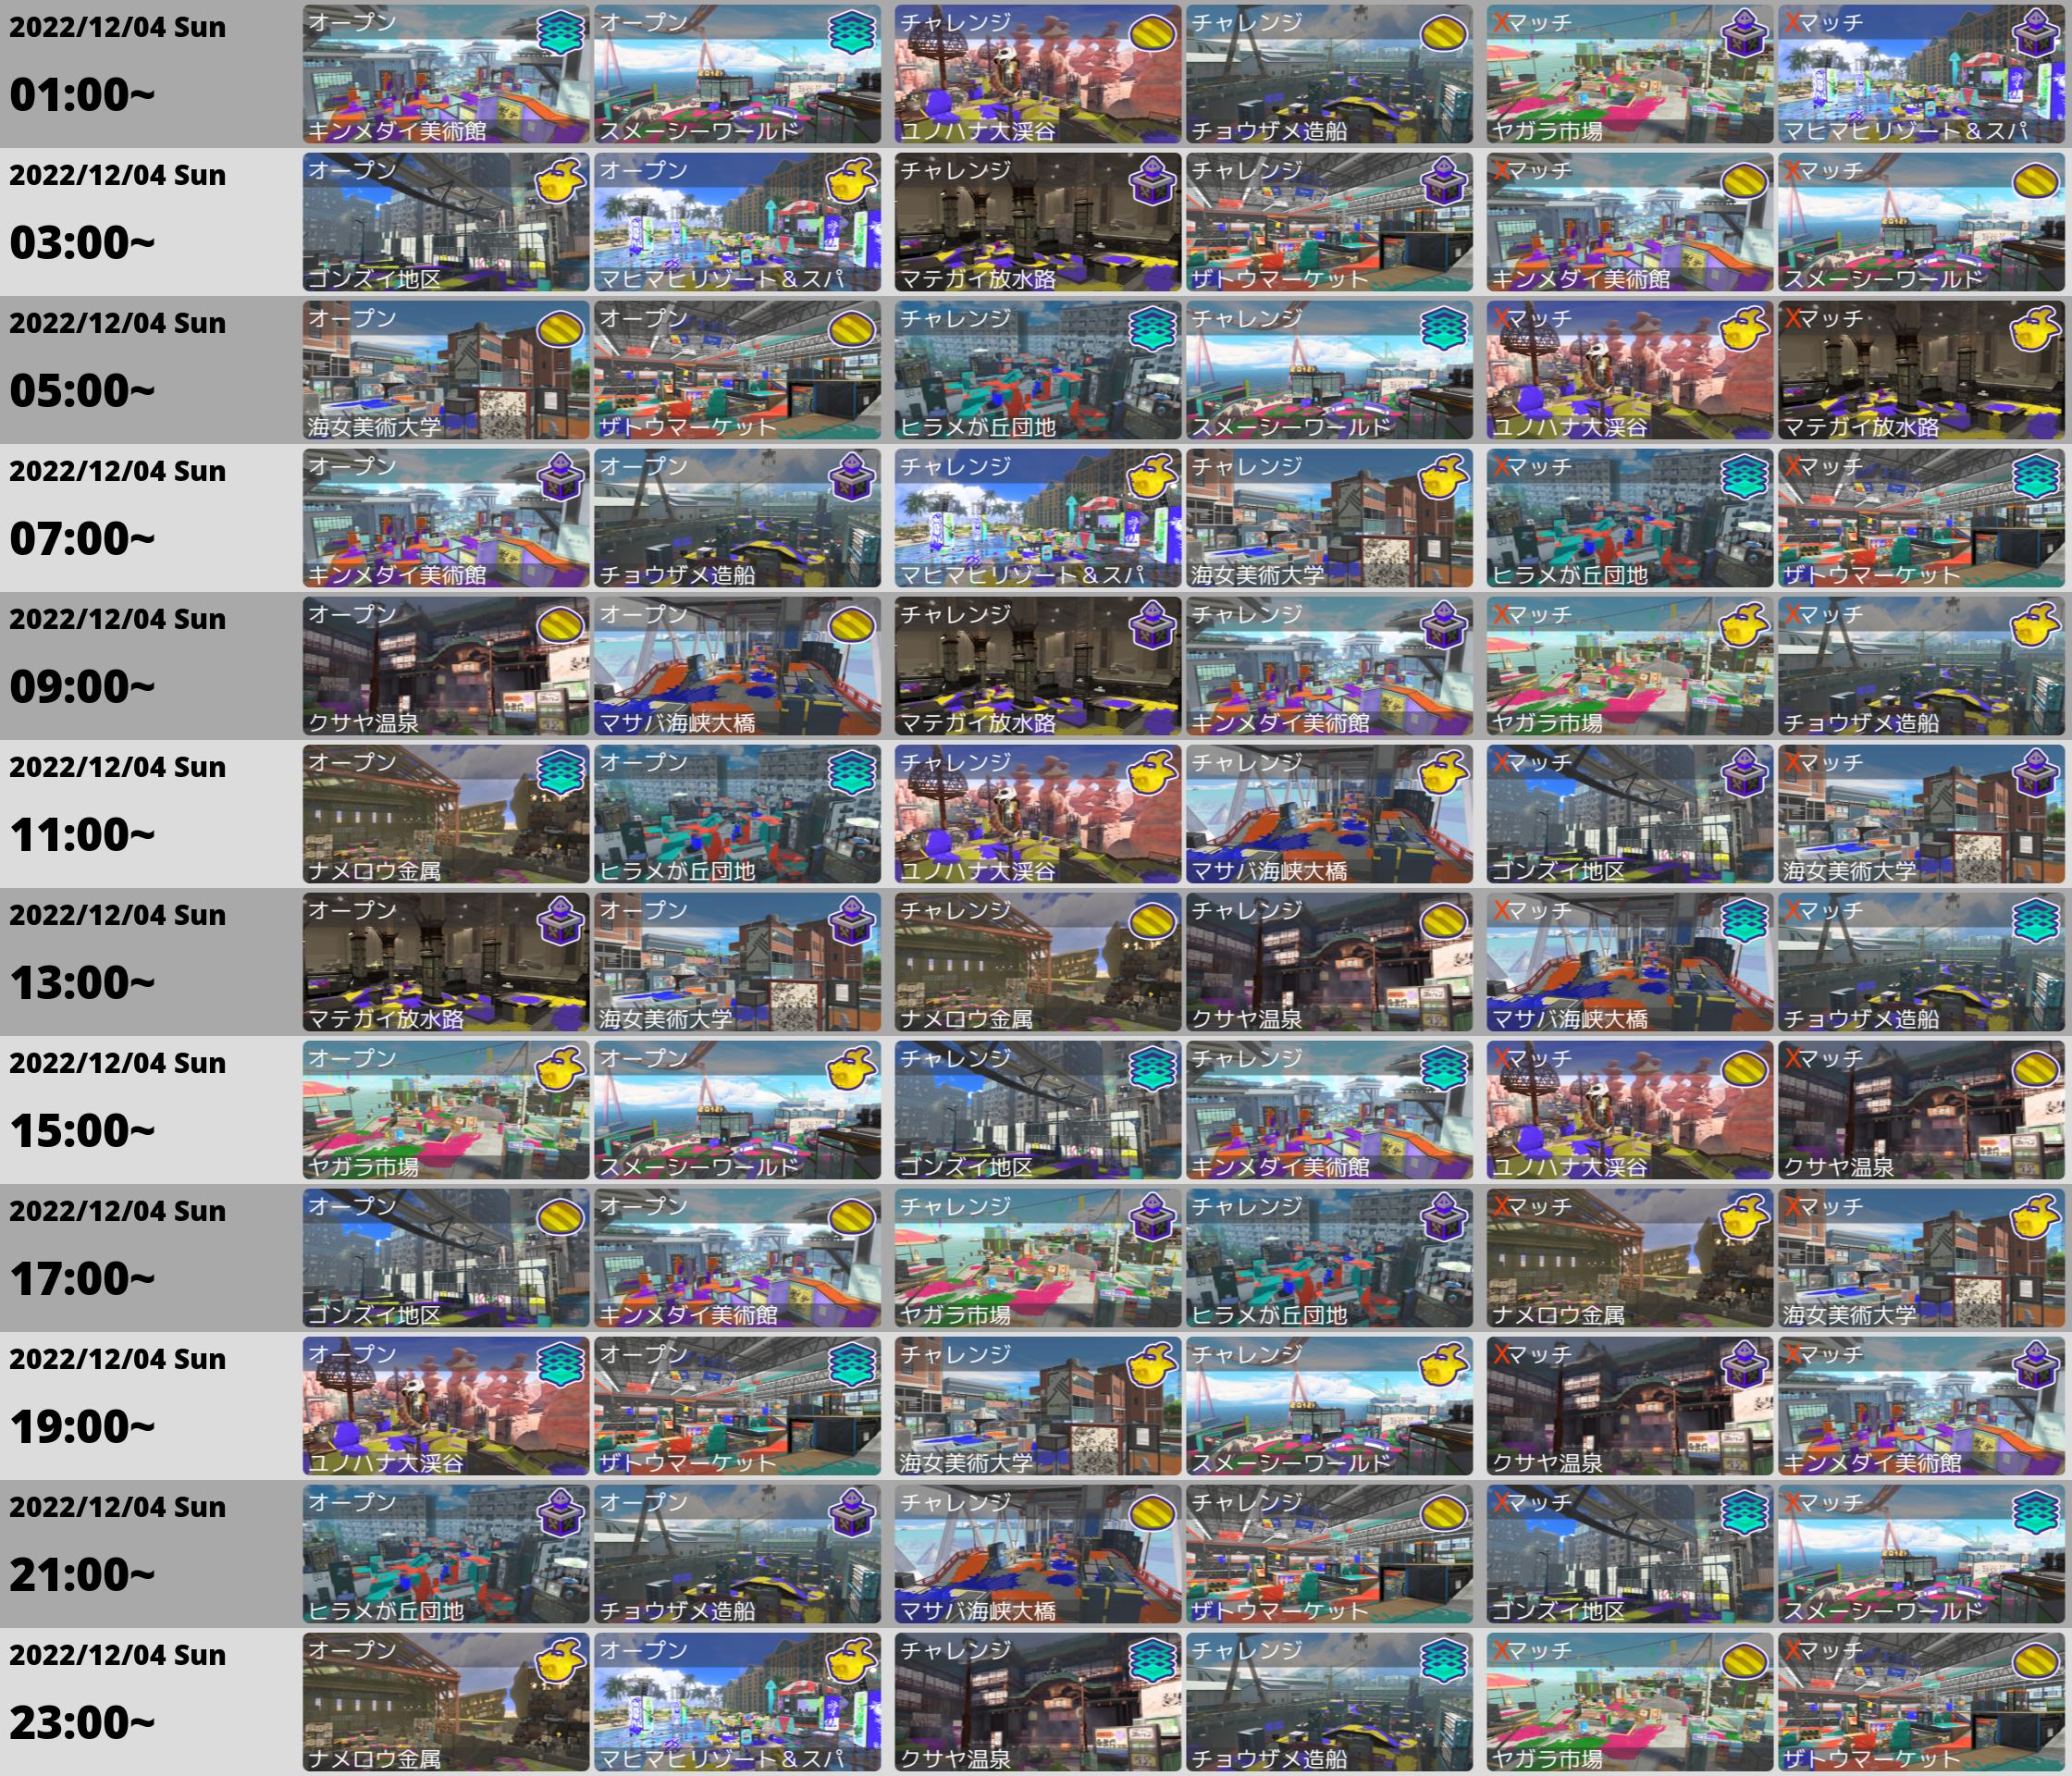 2022/12/04 Sun
01:00~
オープン
キンメダイ美術館
オープン
スメーシーワールド
チャレンジ
ユノハナ大渓谷
チャレンジ
チョウザメ造船
Xマッチ
ヤガラ市場
Xマッチ
マヒマヒリゾート&スパ
2022/12/04 Sun
03:00~
オープン
ゴンズイ地区
オープン
マヒマヒリゾート&スパ
チャレンジ
マテガイ放水路
チャレンジ
ザトウマーケット
Xマッチ
キンメダイ美術館
Xマッチ
スメーシーワールド
2022/12/04 Sun
05:00~
オープン
海女美術大学
オープン
ザトウマーケット
チャレンジ
ヒラメが丘団地
チャレンジ
スメーシーワールド
Xマッチ
ユノハナ大渓谷
Xマッチ
マテガイ放水路
2022/12/04 Sun
07:00~
オープン
キンメダイ美術館
オープン
チョウザメ造船
チャレンジ
マヒマヒリゾート&スパ
チャレンジ
海女美術大学
Xマッチ
ヒラメが丘団地
Xマッチ
ザトウマーケット
2022/12/04 Sun
09:00~
オープン
クサヤ温泉
オープン
マサバ海峡大橋
チャレンジ
マテガイ放水路
チャレンジ
キンメダイ美術館
Xマッチ
ヤガラ市場
Xマッチ
チョウザメ造船
2022/12/04 Sun
11:00~
オープン
ナメロウ金属
オープン
ヒラメが丘団地
チャレンジ
ユノハナ大渓谷
チャレンジ
マサバ海峡大橋
Xマッチ
ゴンズイ地区
Xマッチ
海女美術大学
2022/12/04 Sun
13:00~
オープン
マテガイ放水路
オープン
海女美術大学
チャレンジ
ナメロウ金属
チャレンジ
クサヤ温泉
Xマッチ
マサバ海峡大橋
Xマッチ
チョウザメ造船
2022/12/04 Sun
15:00~
オープン
ヤガラ市場
オープン
スメーシーワールド
チャレンジ
ゴンズイ地区
チャレンジ
キンメダイ美術館
Xマッチ
ユノハナ大渓谷
Xマッチ
クサヤ温泉
2022/12/04 Sun
17:00~
オープン
ゴンズイ地区
オープン
キンメダイ美術館
チャレンジ
ヤガラ市場
チャレンジ
ヒラメが丘団地
Xマッチ
ナメロウ金属
Xマッチ
海女美術大学
2022/12/04 Sun
19:00~
オープン
ユノハナ大渓谷
オープン
ザトウマーケット
チャレンジ
海女美術大学
チャレンジ
スメーシーワールド
Xマッチ
クサヤ温泉
Xマッチ
キンメダイ美術館
2022/12/04 Sun
21:00~
オープン
ヒラメが丘団地
オープン
チョウザメ造船
チャレンジ
マサバ海峡大橋
チャレンジ
ザトウマーケット
Xマッチ
ゴンズイ地区
Xマッチ
スメーシーワールド
2022/12/04 Sun
23:00~
オープン
ナメロウ金属
オープン
マヒマヒリゾート&スパ
チャレンジ
クサヤ温泉
チャレンジ
チョウザメ造船
Xマッチ
ヤガラ市場
Xマッチ
ザトウマーケット